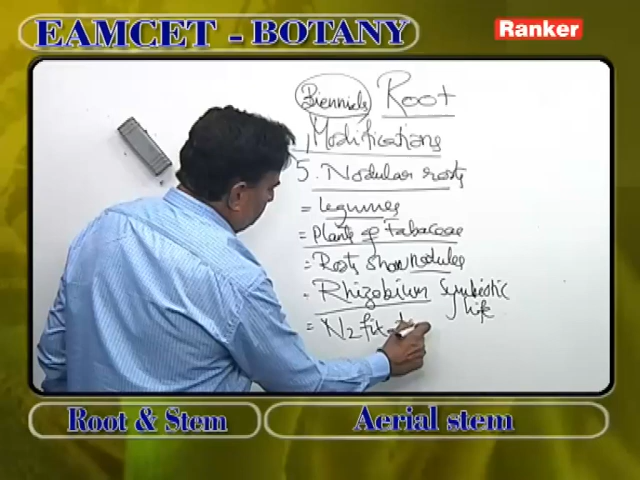 EAMCET - BOTANY
Ranker
Biennials Root
Modifications
5. Nodular roots
= Legumes
= Plants of fabaceae
= Roots show nodules
= Rhizobium Symbiotic
life
= N2 fixat
Root & Stem
Aerial stem